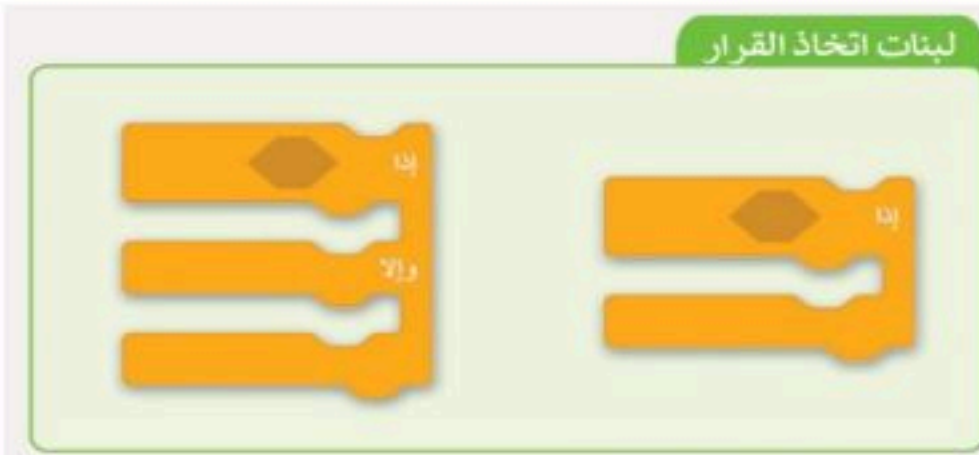 لبنات اتخاذ القرار
إذا
إذا
وإلا